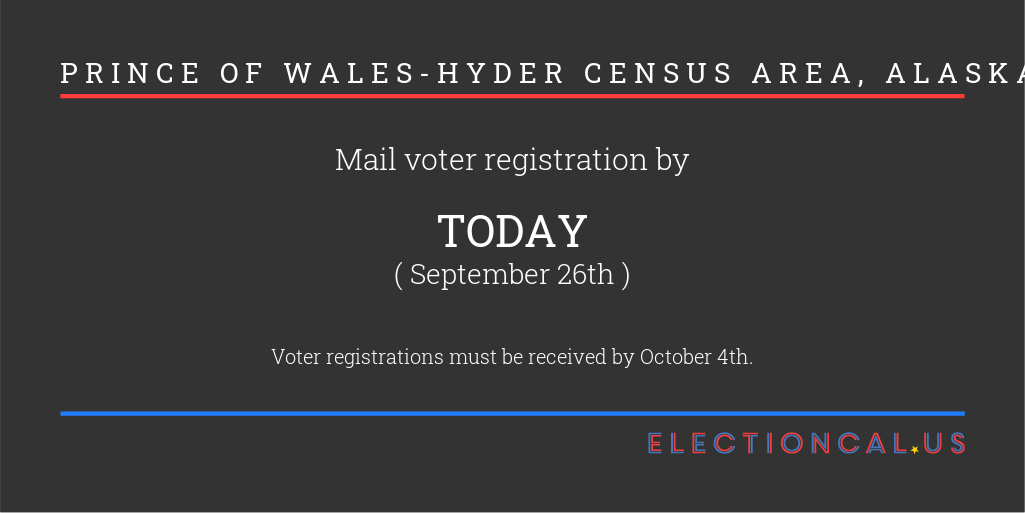 PRINCE OF WALES-HYDER CENSUS AREA, ALASKA
Mail voter registration by
TODAY
( September 26th )
Voter registrations must be received by October 4th.
ELECTIONCAL.US